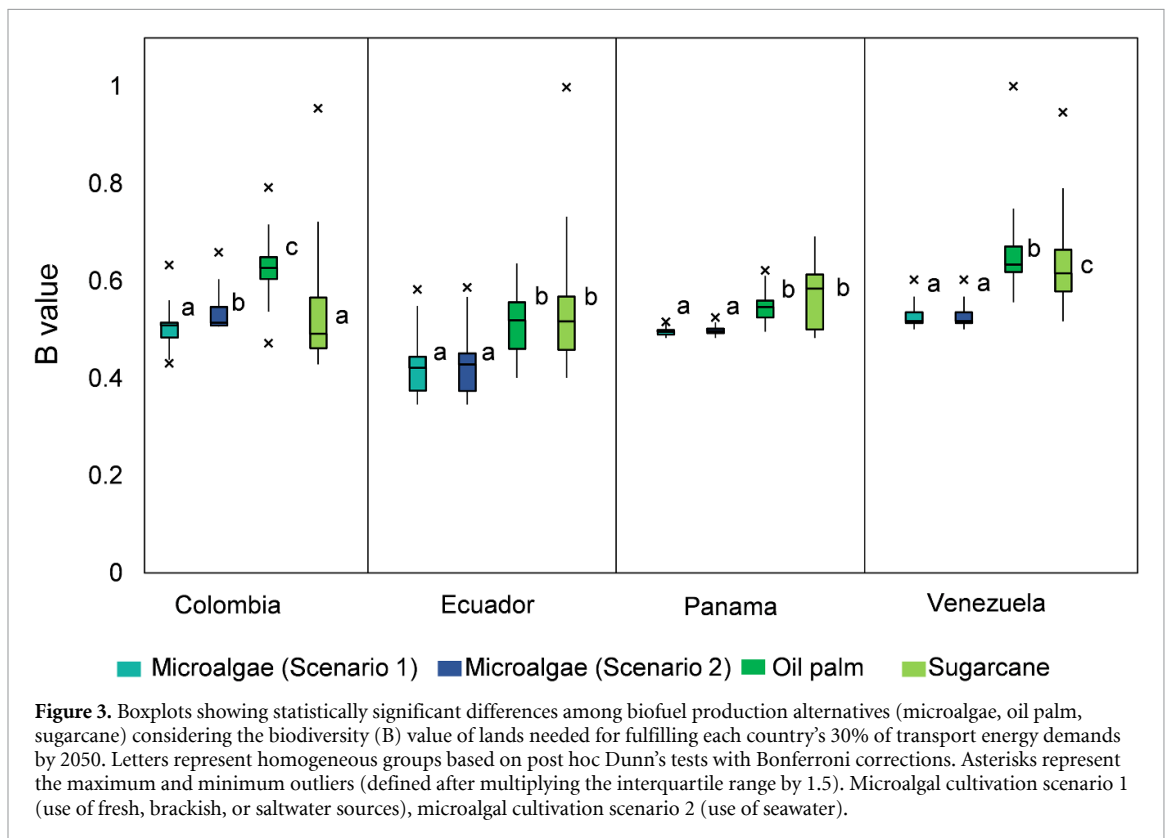 B value
1
0.8
0.6
0.4
0.2
0
a
b
c
a
a
a
b
b
a
a
b
b
a
a
b
c
Colombia
Ecuador
Panama
Venezuela
Microalgae (Scenario 1)
Microalgae (Scenario 2)
Oil palm
Sugarcane
Figure 3. Boxplots showing statistically significant differences among biofuel production alternatives (microalgae, oil palm,
sugarcane) considering the biodiversity (B) value of lands needed for fulfilling each country's 30% of transport energy demands
by 2050. Letters represent homogeneous groups based on post hoc Dunn's tests with Bonferroni corrections. Asterisks represent
the maximum and minimum outliers (defined after multiplying the interquartile range by 1.5). Microalgal cultivation scenario 1
(use of fresh, brackish, or saltwater sources), microalgal cultivation scenario 2 (use of seawater).